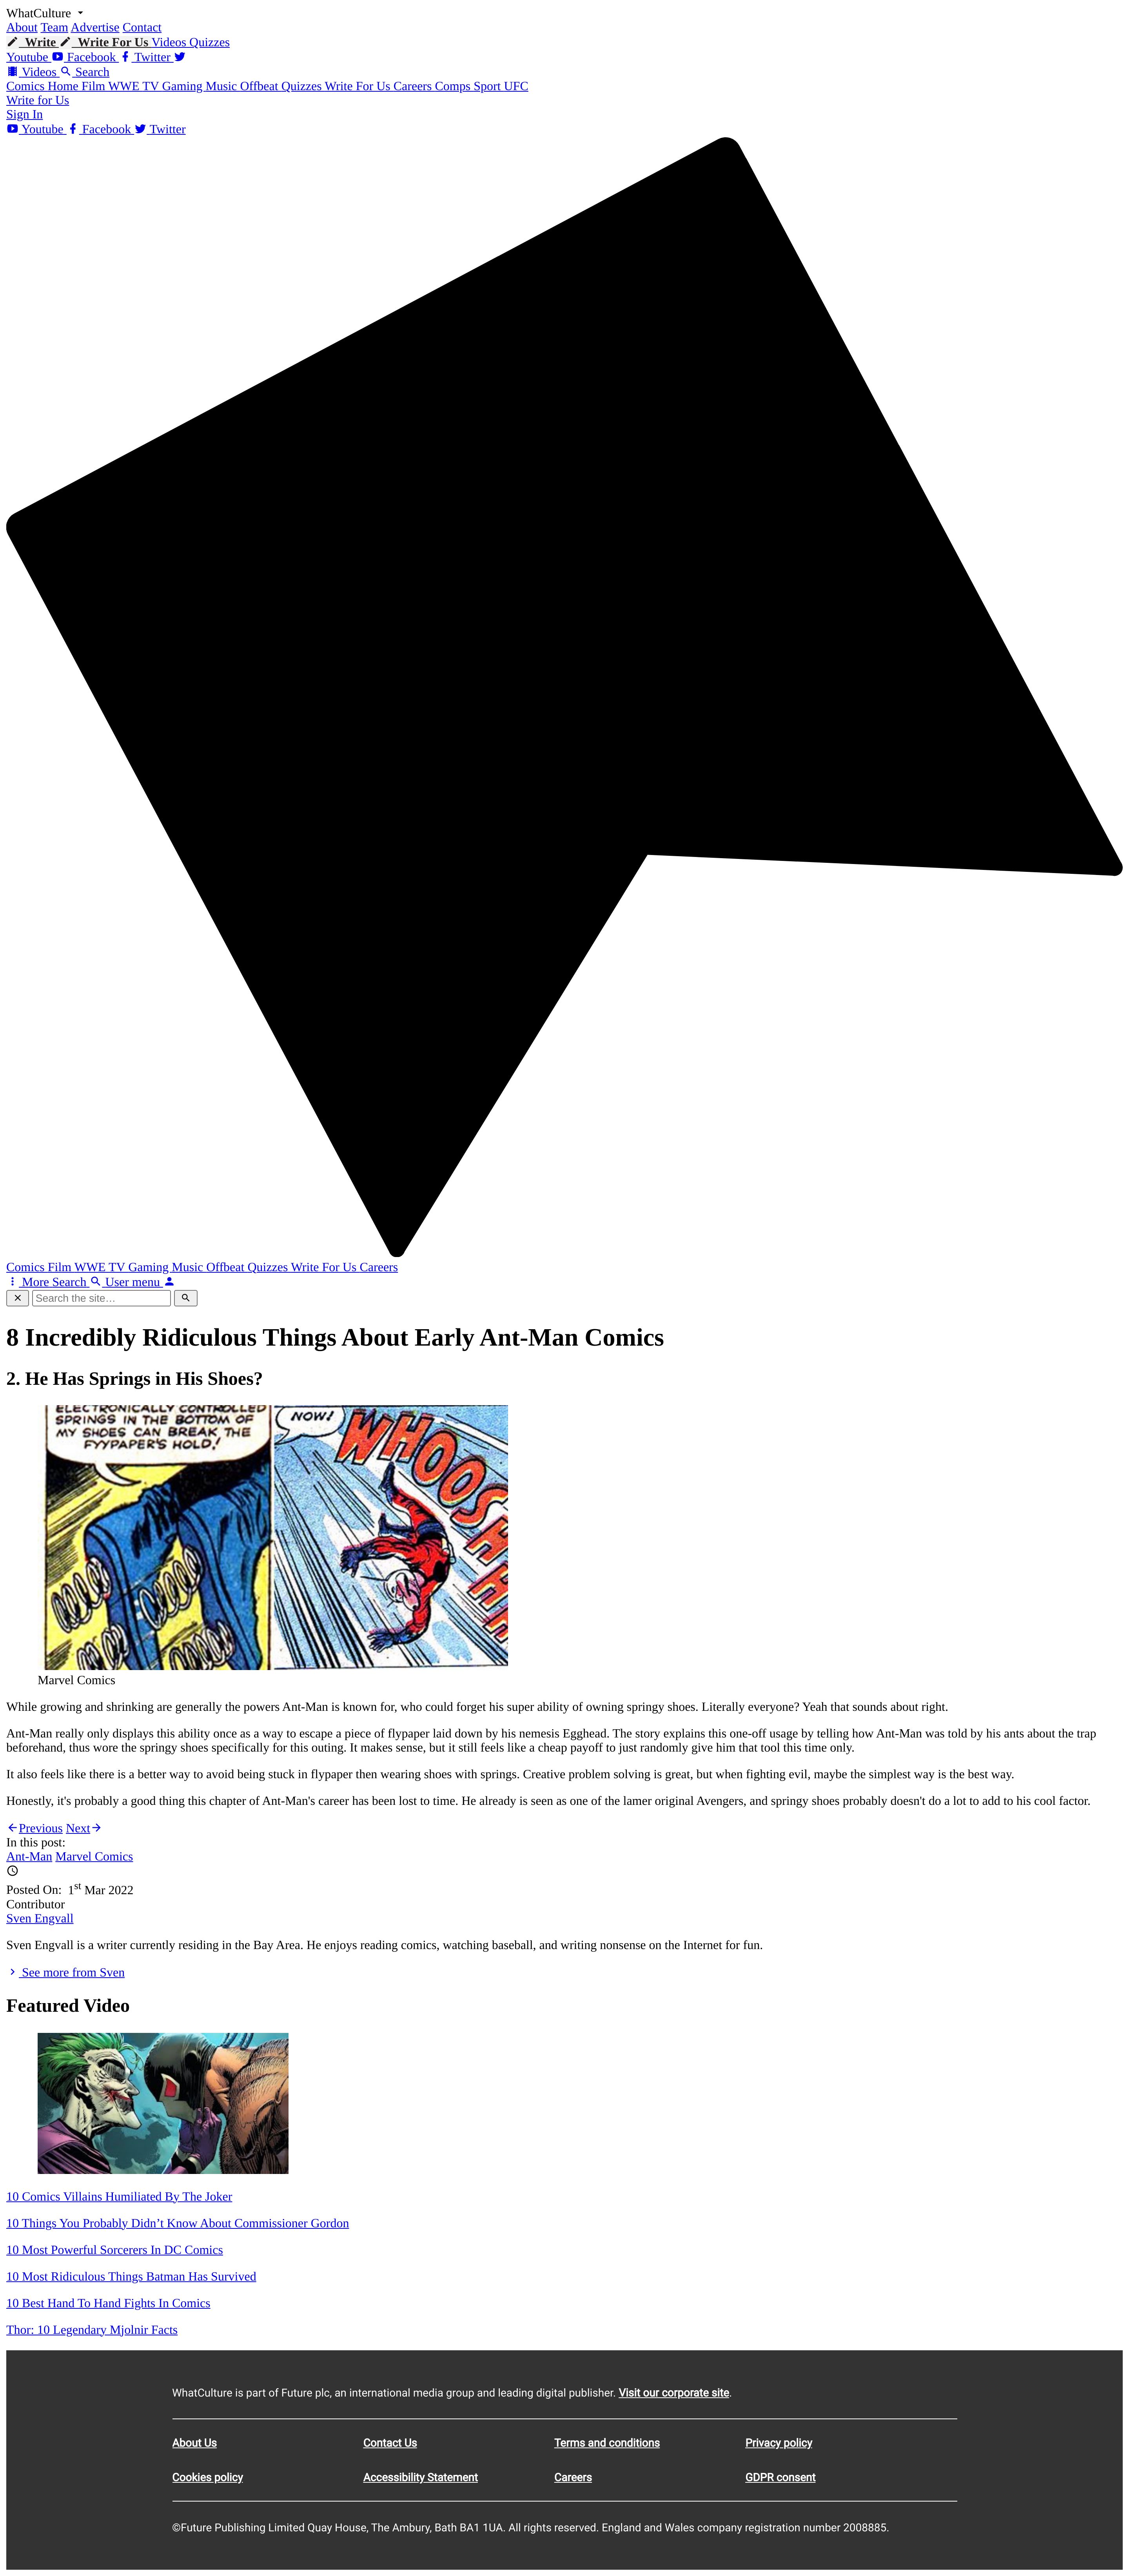 WhatCulture
About Team Advertise Contact
Write Write For Us Videos Quizzes
Youtube Facebook Twitter
Videos Search
Comics Home Film WWE TV Gaming Music Offbeat Quizzes Write For Us Careers Comps Sport UFC
Write for Us
Sign In
Youtube Facebook Twitter
Comics Film WWE TV Gaming Music Offbeat Quizzes Write For Us Careers
More Search User menu
Search the site…
8 Incredibly Ridiculous Things About Early Ant-Man Comics
2. He Has Springs in His Shoes?
ELECTRONICALLY CONTROLLED
SPRINGS IN THE BOTTOM OF
MY SHOES CAN BREAK THE
FYYPAPER'S HOLD!
NOW!
WHOOSHHH
Marvel Comics
While growing and shrinking are generally the powers Ant-Man is known for, who could forget his super ability of owning springy shoes. Literally everyone? Yeah that sounds about right.
Ant-Man really only displays this ability once as a way to escape a piece of flypaper laid down by his nemesis Egghead. The story explains this one-off usage by telling how Ant-Man was told by his ants about the trap
beforehand, thus wore the springy shoes specifically for this outing. It makes sense, but it still feels like a cheap payoff to just randomly give him that tool this time only.
It also feels like there is a better way to avoid being stuck in flypaper then wearing shoes with springs. Creative problem solving is great, but when fighting evil, maybe the simplest way is the best way.
Honestly, it's probably a good thing this chapter of Ant-Man's career has been lost to time. He already is seen as one of the lamer original Avengers, and springy shoes probably doesn't do a lot to add to his cool factor.
Previous Next
In this post:
Ant-Man Marvel Comics
Posted On: 1st Mar 2022
Contributor
Sven Engvall
Sven Engvall is a writer currently residing in the Bay Area. He enjoys reading comics, watching baseball, and writing nonsense on the Internet for fun.
See more from Sven
Featured Video
10 Comics Villains Humiliated By The Joker
10 Things You Probably Didn’t Know About Commissioner Gordon
10 Most Powerful Sorcerers In DC Comics
10 Most Ridiculous Things Batman Has Survived
10 Best Hand To Hand Fights In Comics
Thor: 10 Legendary Mjolnir Facts
WhatCulture is part of Future plc, an international media group and leading digital publisher. Visit our corporate site.
About Us Contact Us Terms and conditions Privacy policy
Cookies policy Accessibility Statement Careers GDPR consent
©Future Publishing Limited Quay House, The Ambury, Bath BA1 1UA. All rights reserved. England and Wales company registration number 2008885.